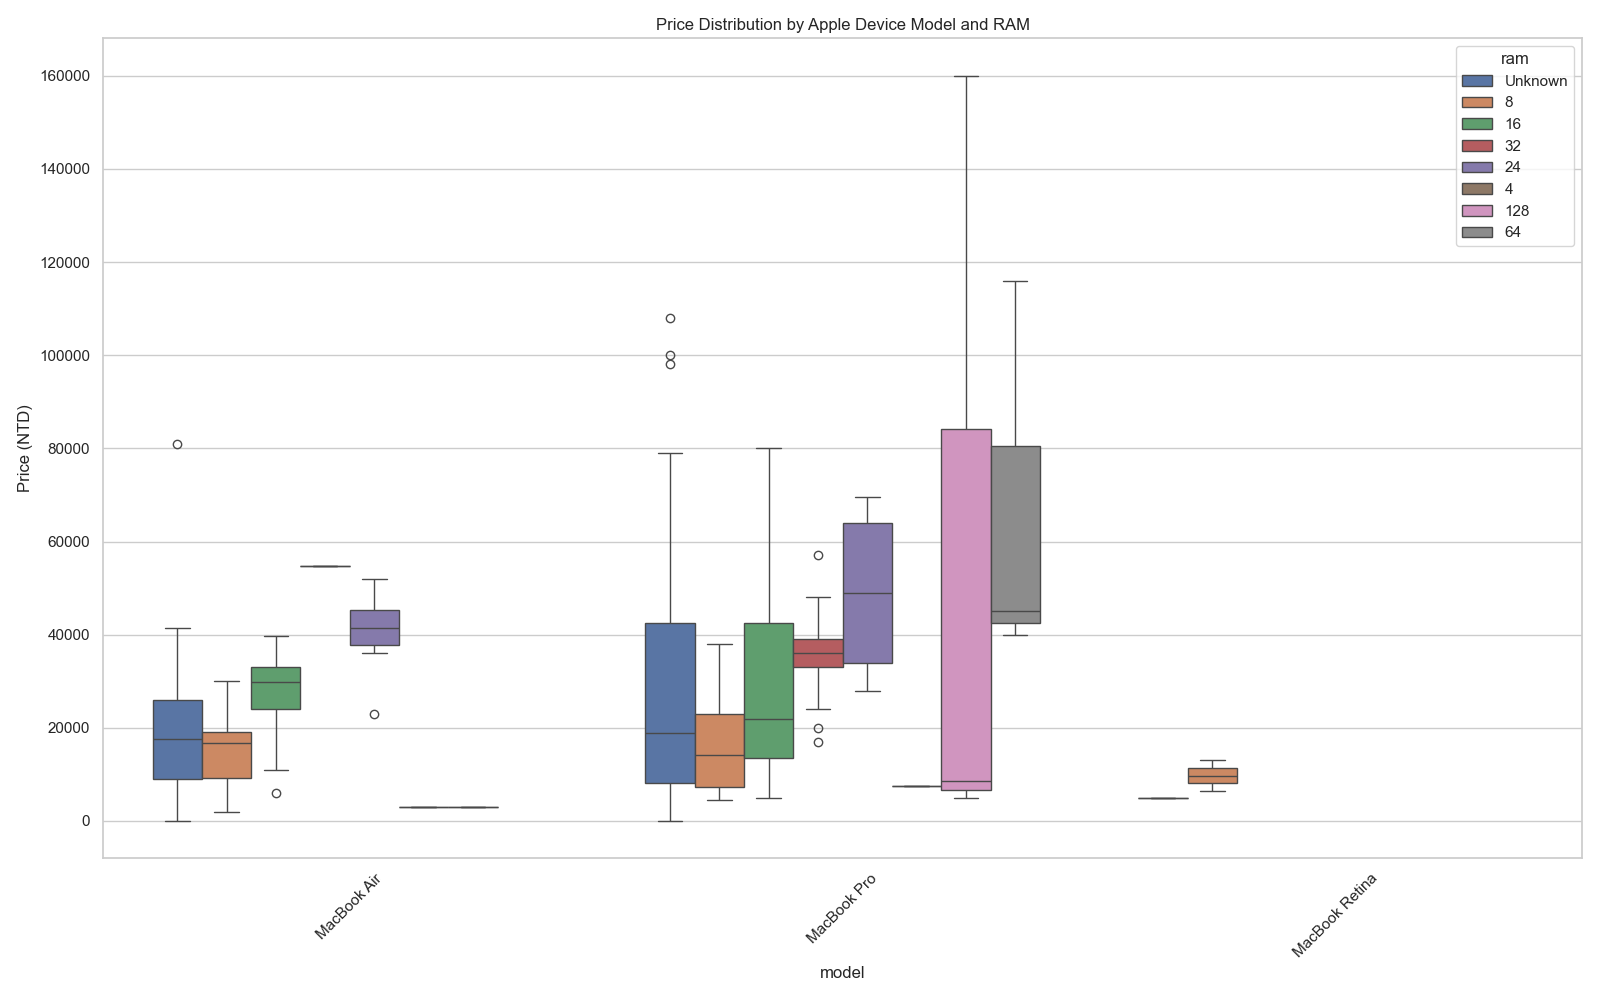 Price Distribution by Apple Device Model and RAM
ram
Unknown
8
16
32
24
4
128
64
160000
140000
120000
100000
80000
60000
40000
20000
0
Price (NTD)
MacBook Air
MacBook Pro
MacBook Retina
model